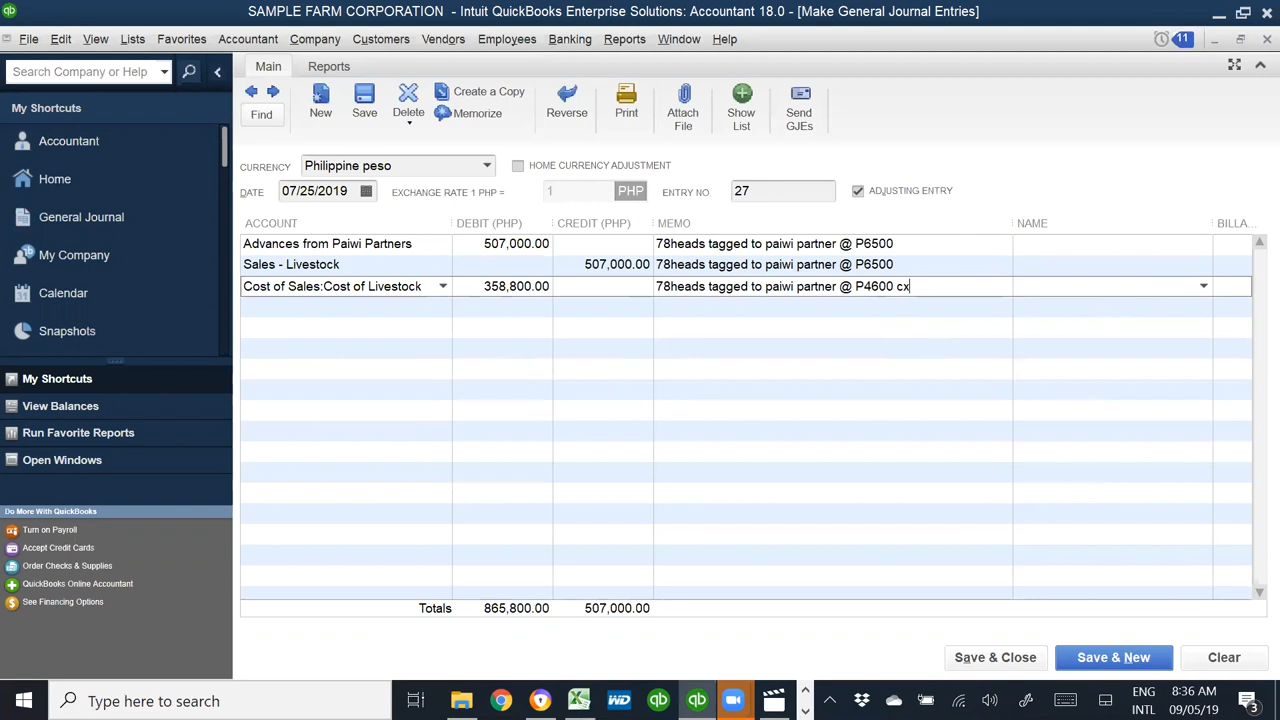 SAMPLE FARM CORPORATION - Intuit QuickBooks Enterprise Solutions: Accountant 18.0 - [Make General Journal Entries]
File Edit View Lists Favorites Accountant Company Customers Vendors Employees Banking Reports Window Help
11
Search Company or Help
My Shortcuts
Accountant
Home
General Journal
My Company
Calendar
Snapshots
My Shortcuts
View Balances
Run Favorite Reports
Open Windows
Do More With QuickBooks
Turn on Payroll
Accept Credit Cards
Order Checks & Supplies
QuickBooks Online Accountant
See Financing Options
Main Reports
Find
New
Save
Delete
Create a Copy
Memorize
Reverse
Print
Attach
File
Show
List
Send
GJEs
CURRENCY Philippine peso HOME CURRENCY ADJUSTMENT
DATE 07/25/2019 EXCHANGE RATE 1 PHP = 1 PHP ENTRY NO. 27 ADJUSTING ENTRY
ACCOUNT DEBIT (PHP) CREDIT (PHP) MEMO NAME BILLA...
Advances from Paiwi Partners 507,000.00 78heads tagged to paiwi partner @ P6500
Sales - Livestock 507,000.00 78heads tagged to paiwi partner @ P6500
Cost of Sales:Cost of Livestock 358,800.00 78heads tagged to paiwi partner @ P4600 cx
Totals 865,800.00 507,000.00
Save & Close Save & New Clear
Type here to search
WD
qb
qb
ENG
INTL
8:36 AM
09/05/19
3